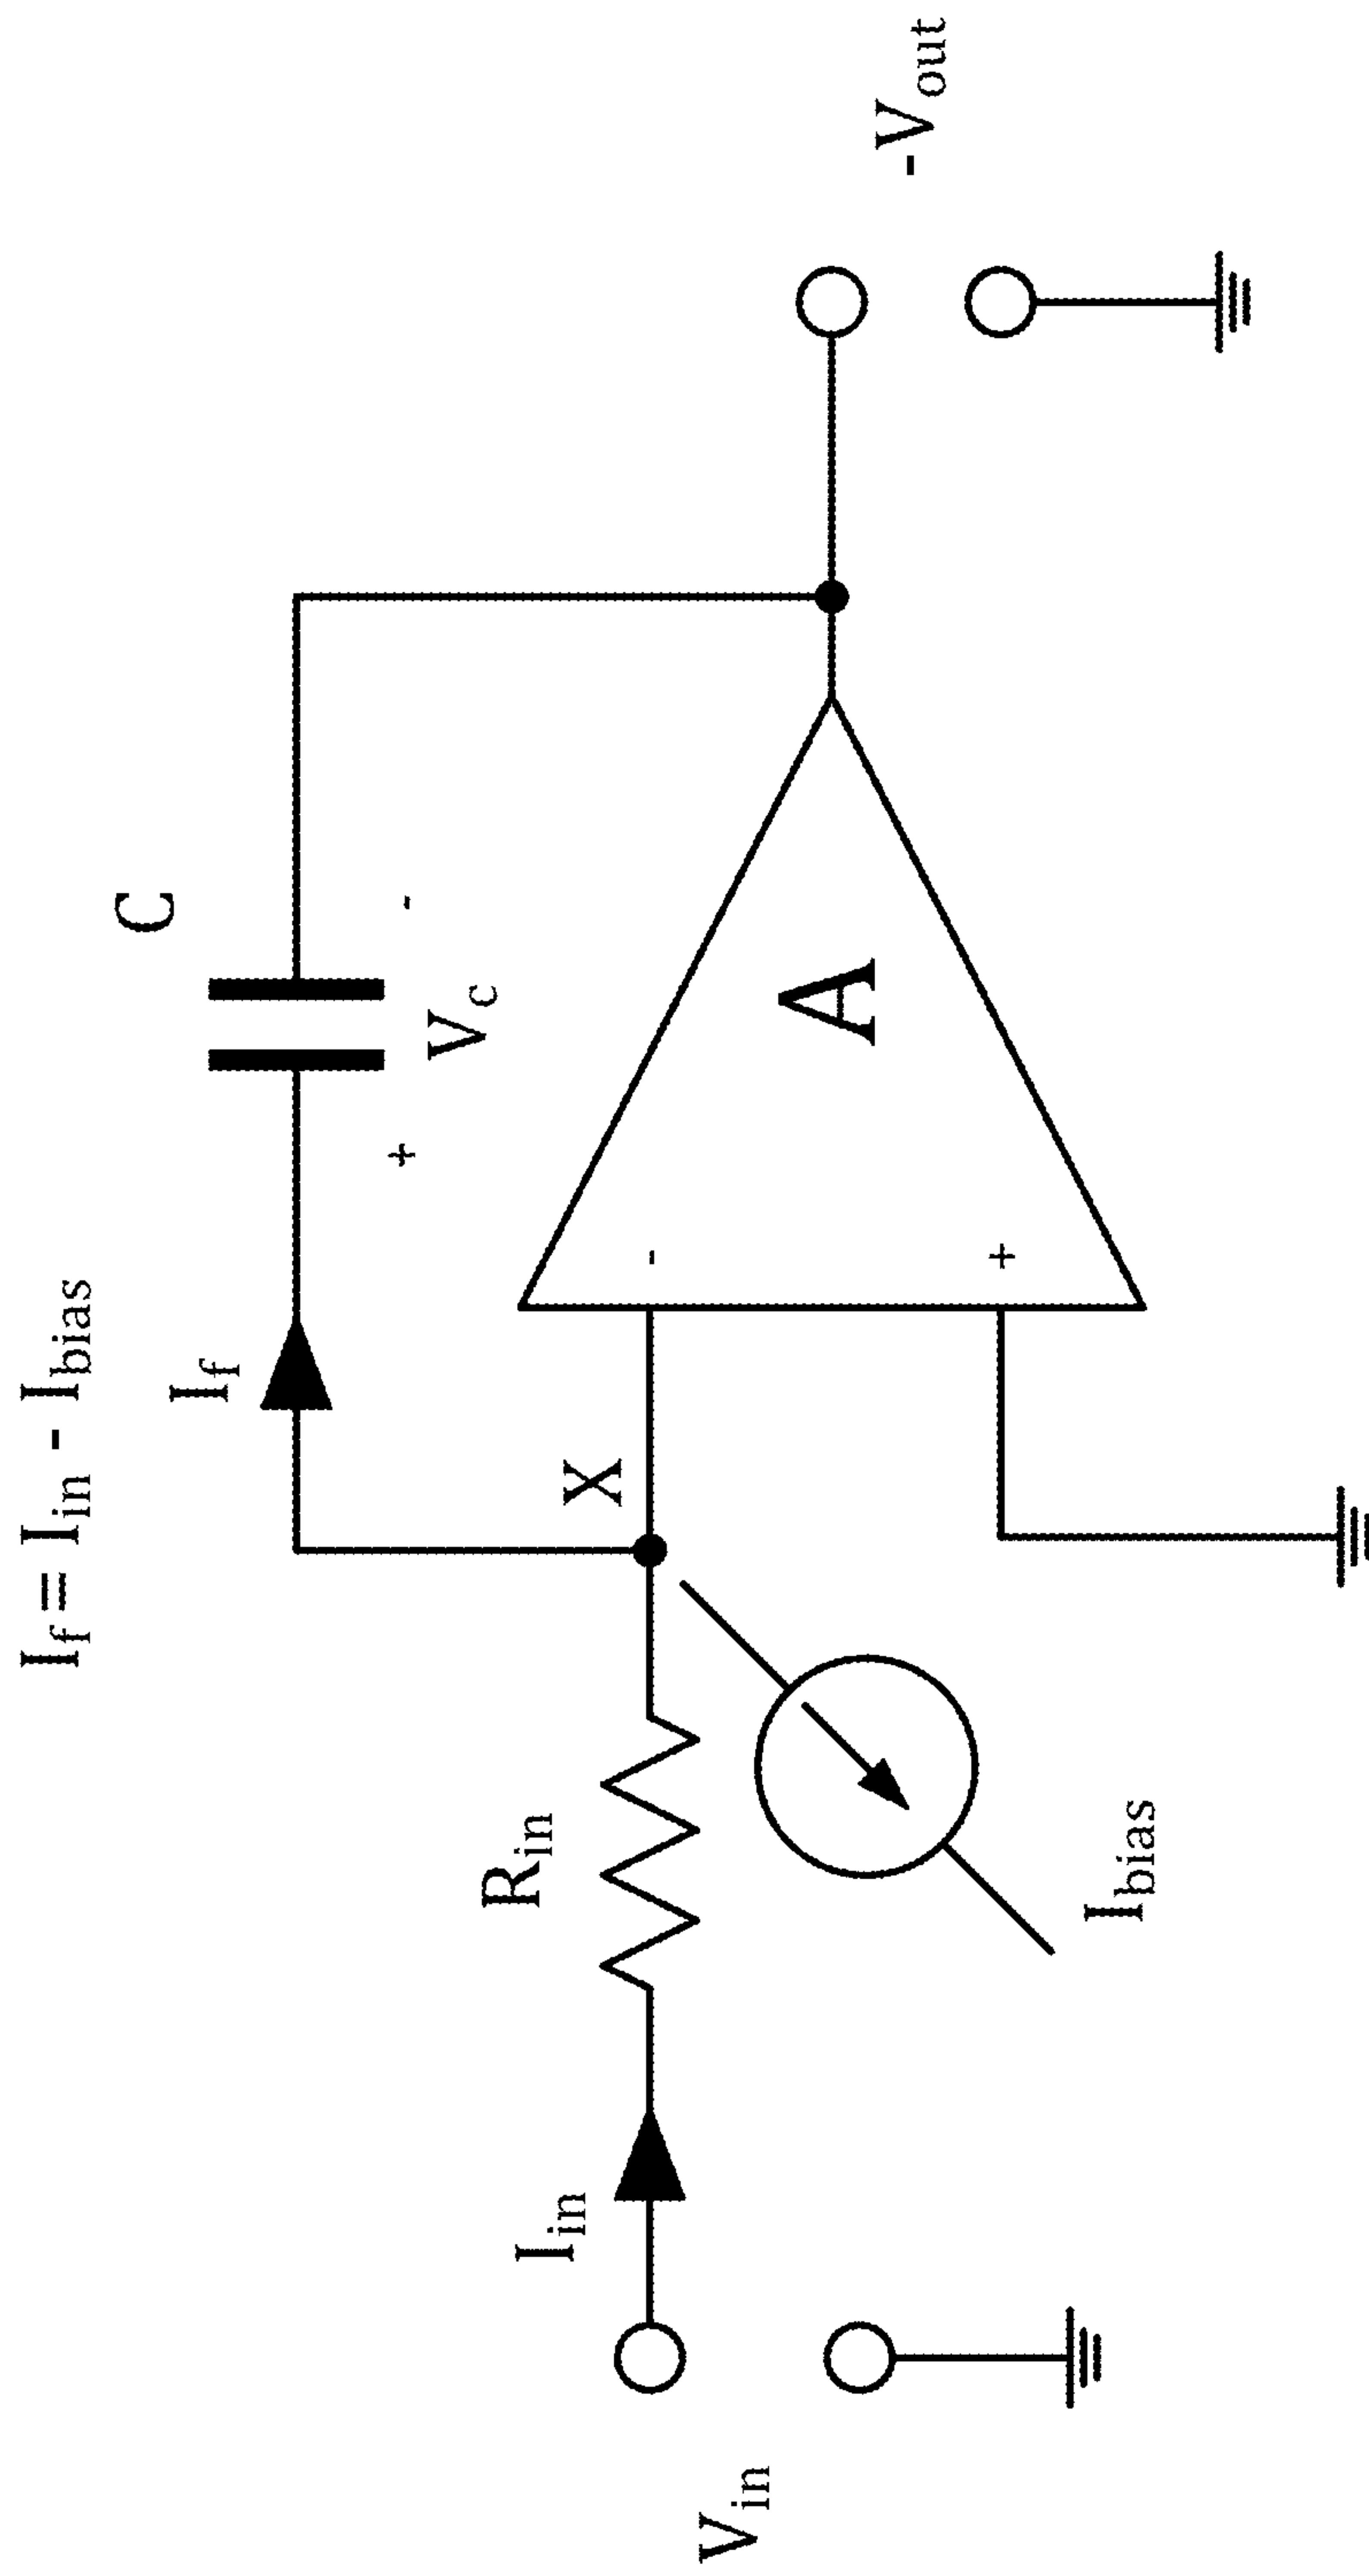 I_f = I_in - I_bias
C
I_f
+ V_c -
X
R_in
I_in
V_in
I_bias
-
+
A
-V_out